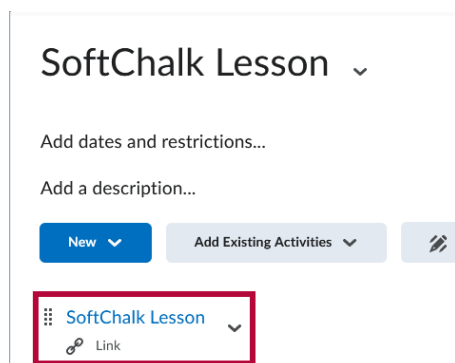 SoftChalk Lesson
Add dates and restrictions...
Add a description...
New Add Existing Activities
SoftChalk Lesson
Link